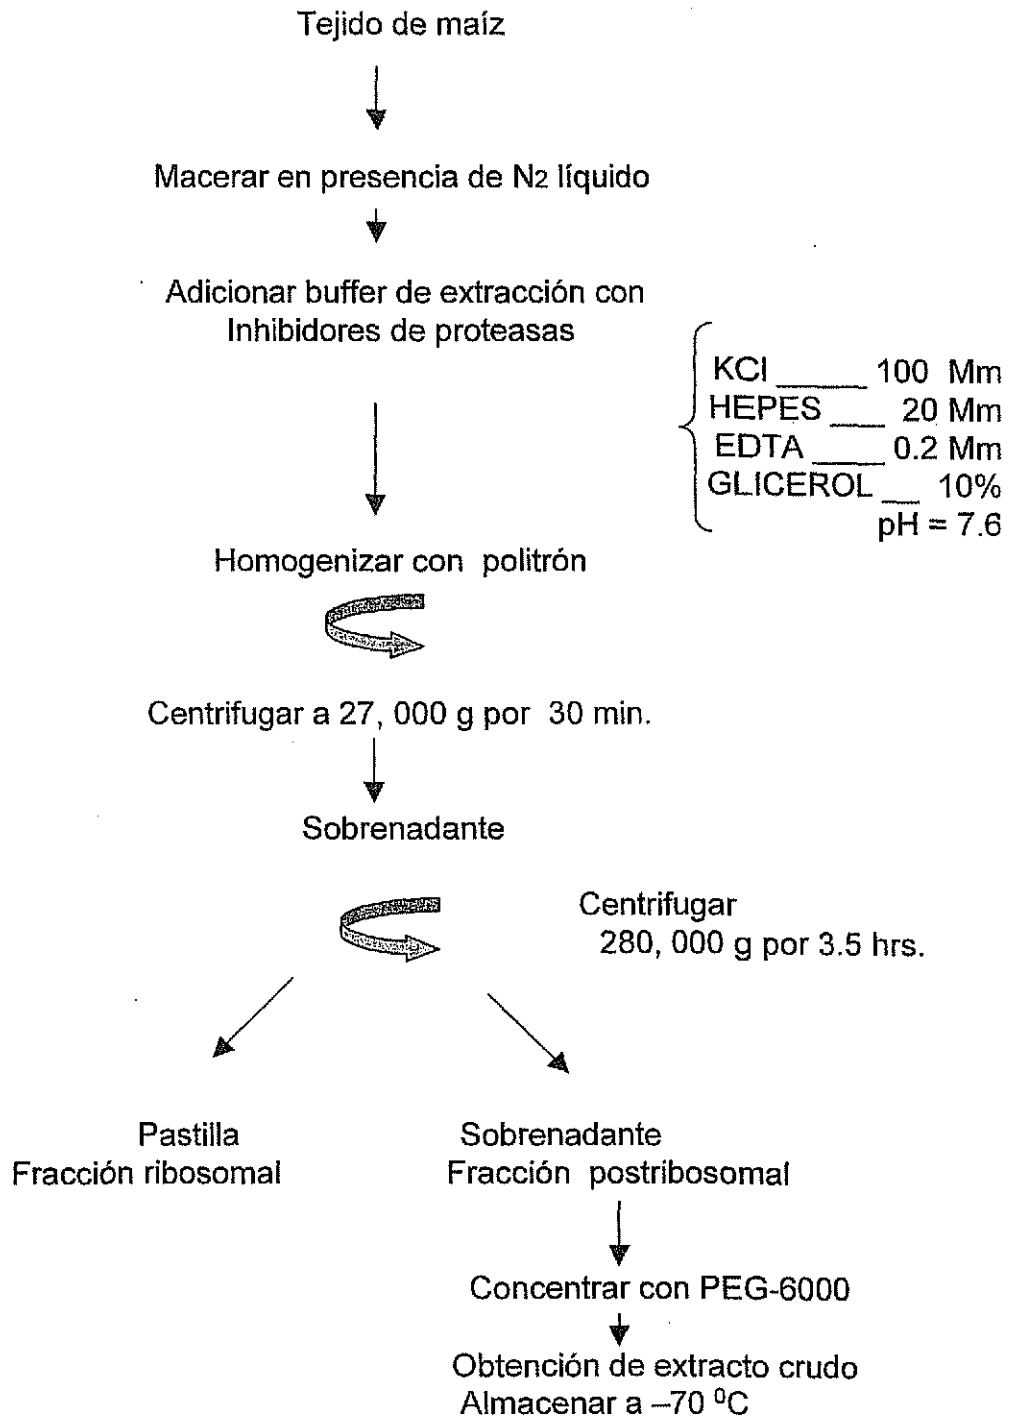 Tejido de maíz
Macerar en presencia de N2 líquido
Adicionar buffer de extracción con
Inhibidores de proteasas
KCl _____ 100 Mm
HEPES ___ 20 Mm
EDTA ____ 0.2 Mm
GLICEROL __ 10%
pH = 7.6
Homogenizar con politrón
Centrifugar a 27, 000 g por 30 min.
Sobrenadante
Centrifugar
280, 000 g por 3.5 hrs.
Pastilla
Fracción ribosomal
Sobrenadante
Fracción postribosomal
Concentrar con PEG-6000
Obtención de extracto crudo
Almacenar a –70 ⁰C